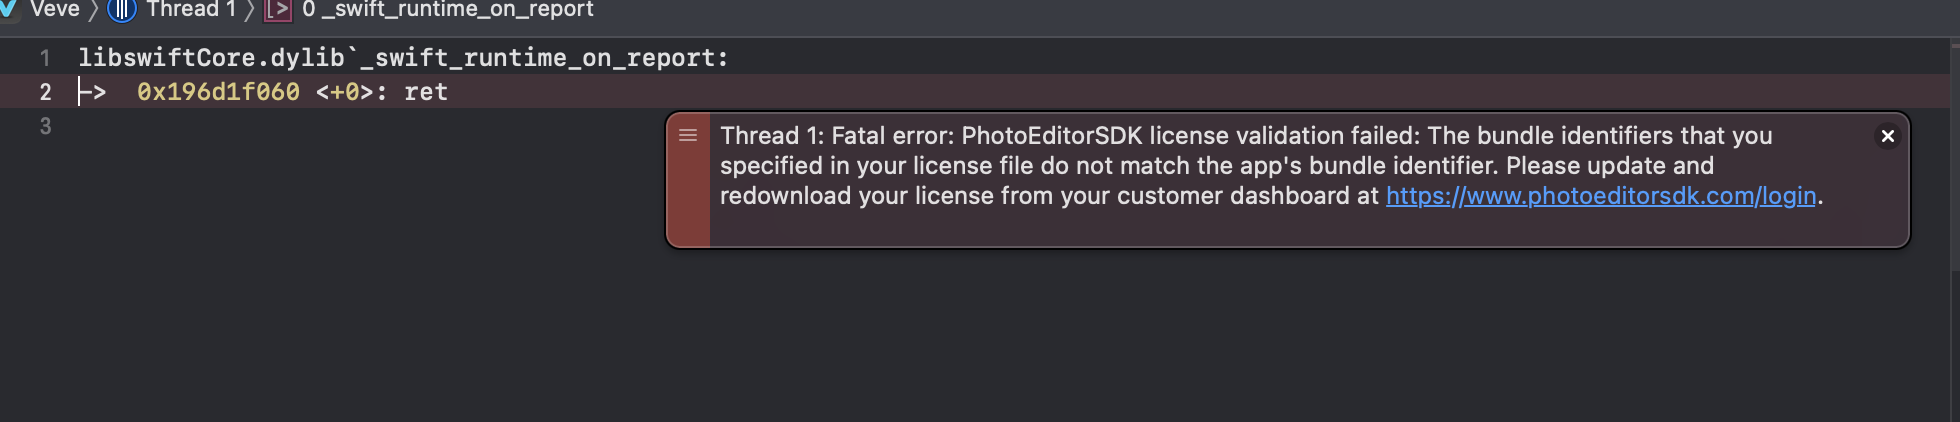 Veve 〉 Thread 1 〉 0 _swift_runtime_on_report
1 libswiftCore.dylib`_swift_runtime_on_report:
2 -> 0x196d1f060 <+0>: ret
3
Thread 1: Fatal error: PhotoEditorSDK license validation failed: The bundle identifiers that you
specified in your license file do not match the app's bundle identifier. Please update and
redownload your license from your customer dashboard at https://www.photoeditorsdk.com/login.